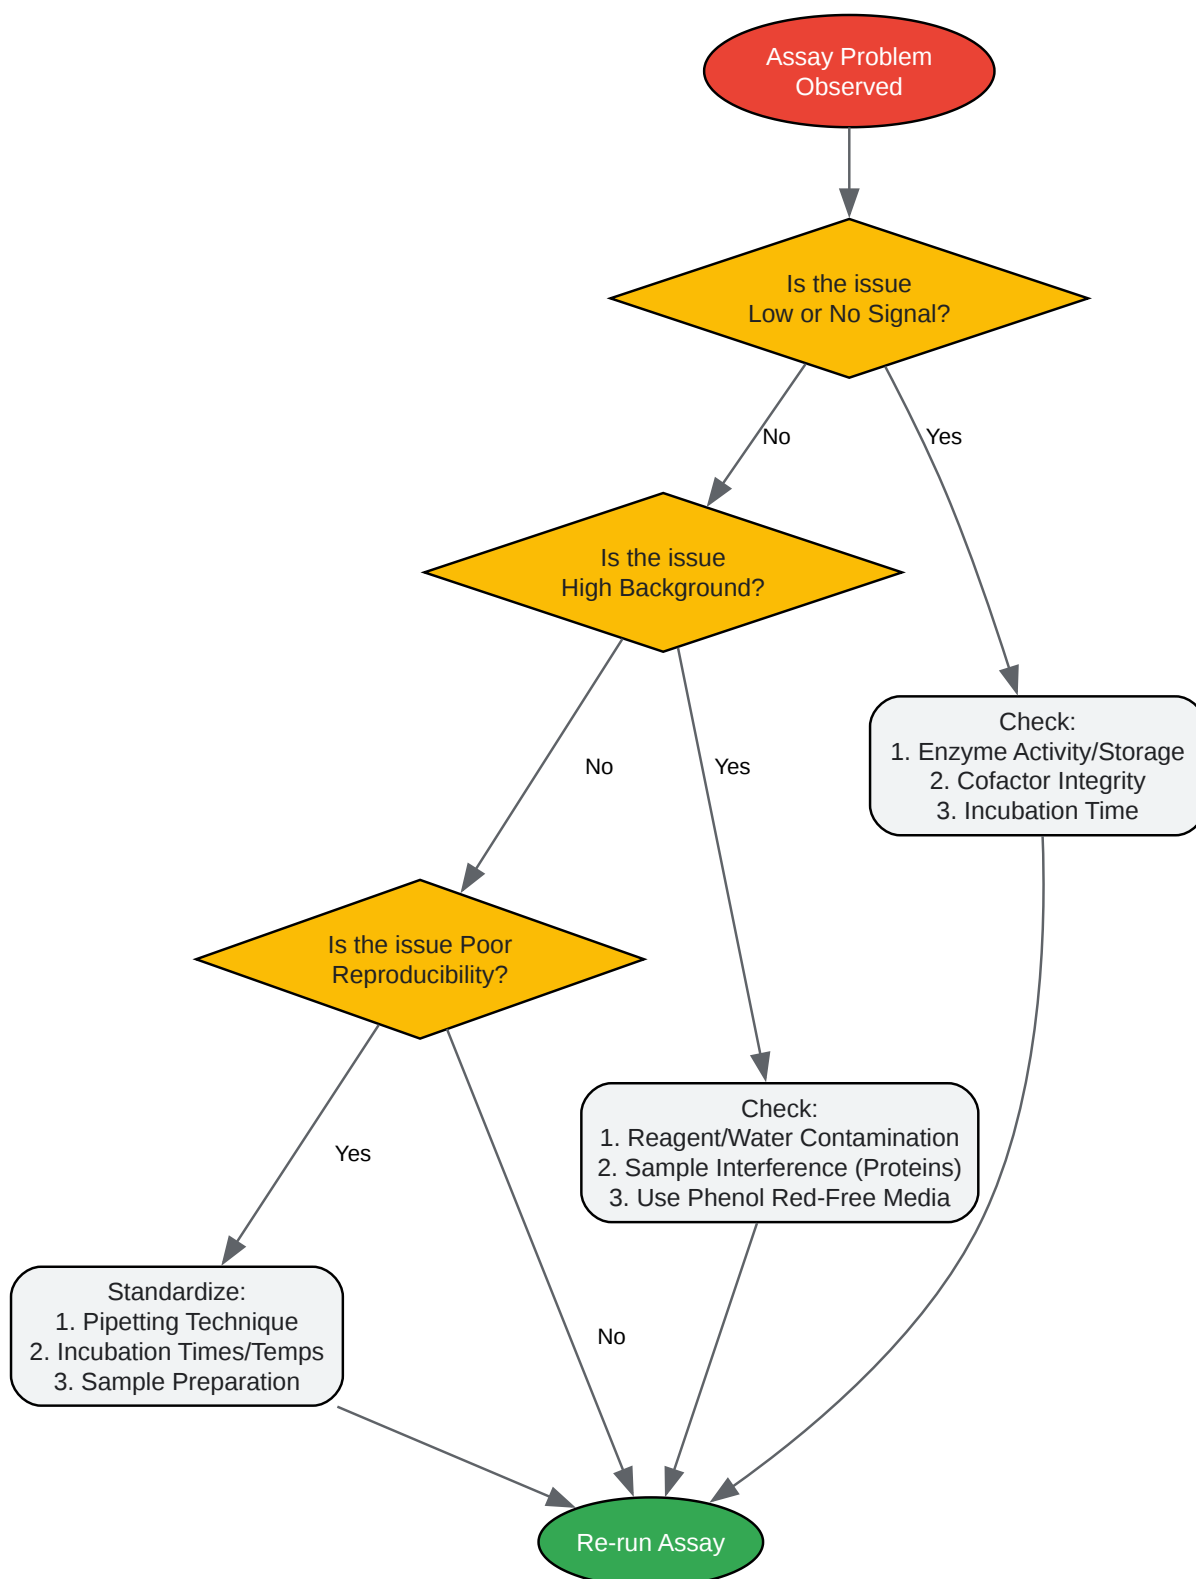 Assay Problem
Observed
Is the issue
Low or No Signal?
No
Yes
Is the issue
High Background?
No
Yes
Check:
1. Enzyme Activity/Storage
2. Cofactor Integrity
3. Incubation Time
Is the issue Poor
Reproducibility?
Yes
No
Check:
1. Reagent/Water Contamination
2. Sample Interference (Proteins)
3. Use Phenol Red-Free Media
Standardize:
1. Pipetting Technique
2. Incubation Times/Temps
3. Sample Preparation
Re-run Assay